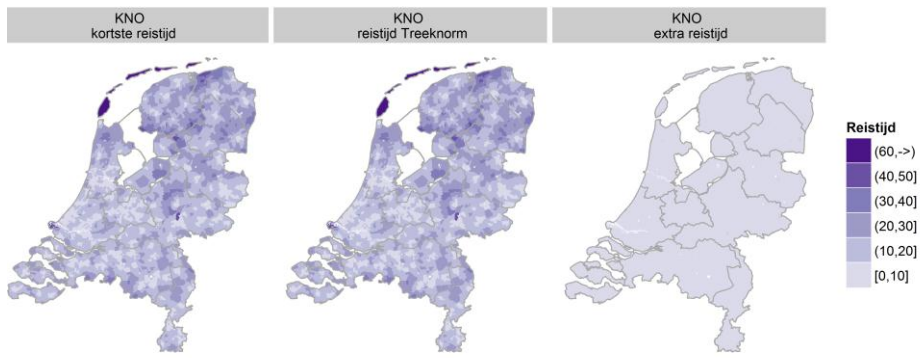 KNO
kortste reistijd
KNO
reistijd Treeknorm
KNO
extra reistijd
Reistijd
(60,->)
(40,50]
(30,40]
(20,30]
(10,20]
[0,10]